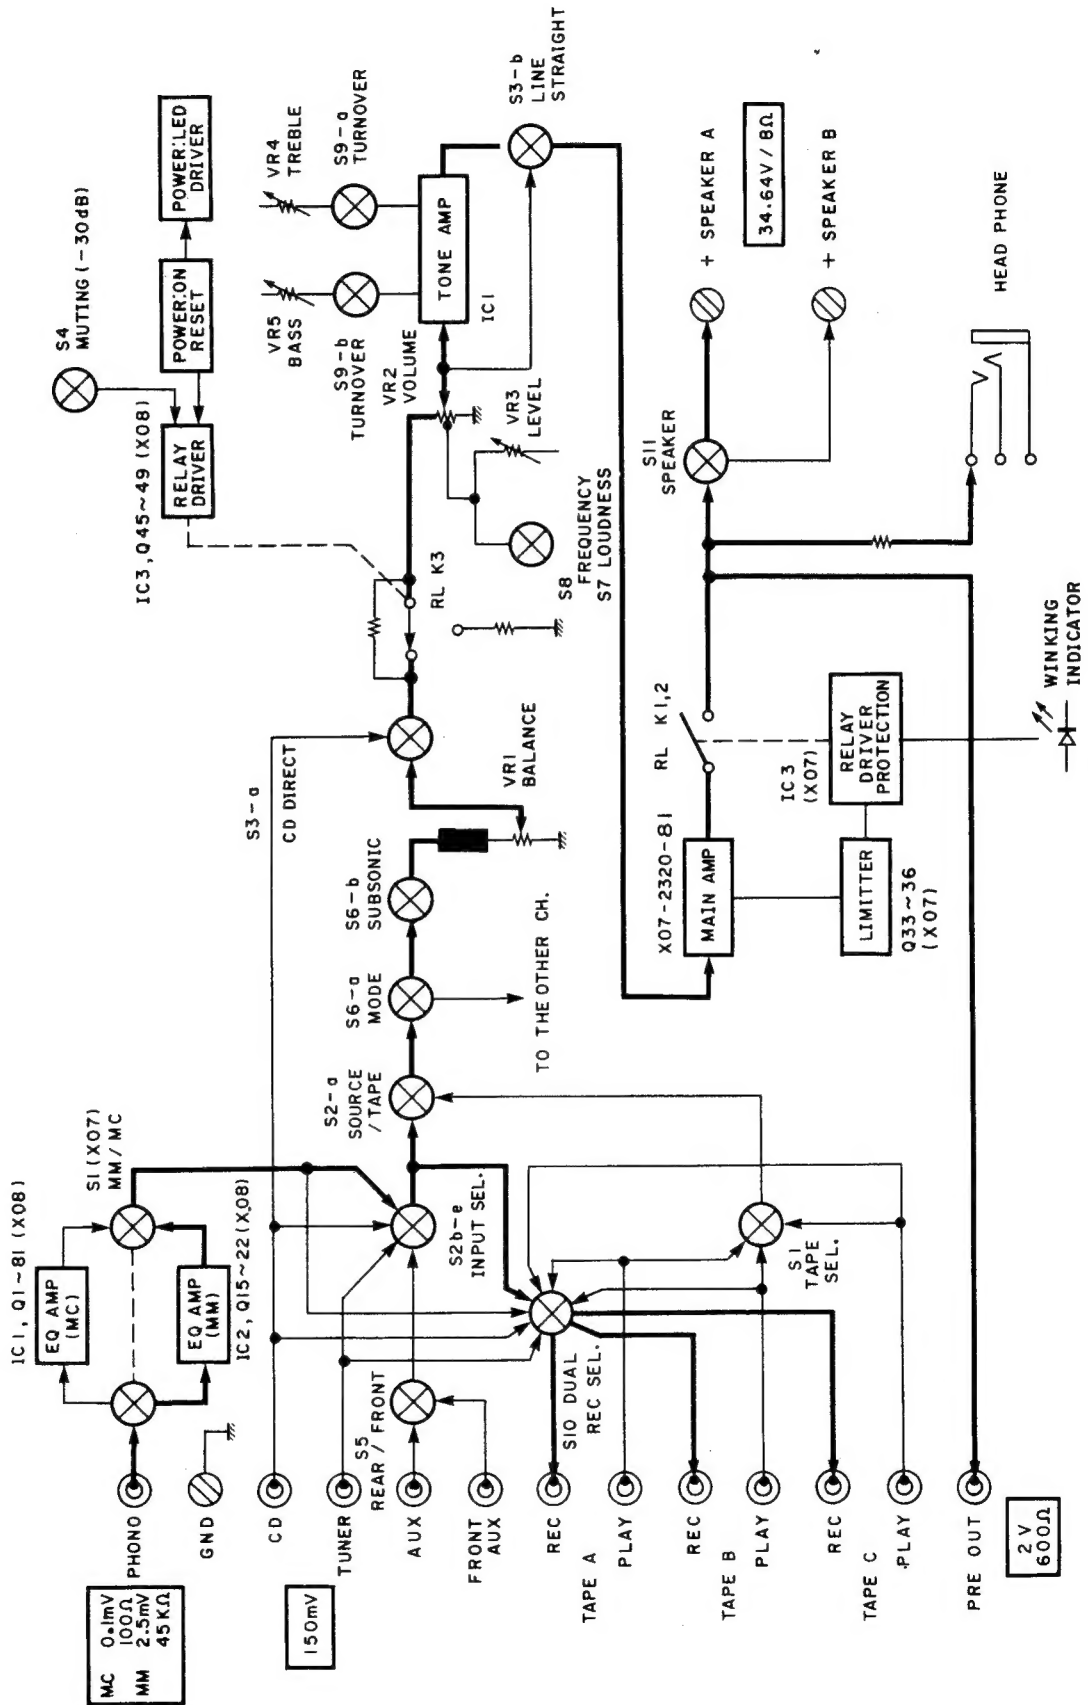 IC1, Q1~81 (X08)
S1 (X07)
MM/MC
EQ AMP
(MC)
EQ AMP
(MM)
IC2, Q15~22 (X08)
MC 0.1mV
100Ω
MM 2.5mV
45KΩ
PHONO
GND
150mV
CD
TUNER
S5
REAR/FRONT
AUX
FRONT
AUX
REC
TAPE A
PLAY
REC
TAPE B
PLAY
REC
TAPE C
PLAY
PRE OUT
2V
600Ω
S10 DUAL
REC SEL.
S2b-e
INPUT SEL.
S1
TAPE
SEL.
S2-a
SOURCE
/TAPE
S6-a
MODE
TO THE OTHER CH.
S6-b
SUBSONIC
S3-a
CD DIRECT
VR1
BALANCE
RL K3
IC3, Q45~49 (X08)
RELAY
DRIVER
S4
MUTING (-30dB)
POWER:ON
RESET
POWER:LED
DRIVER
VR5
BASS
VR4
TREBLE
S9-b
TURNOVER
S9-a
TURNOVER
VR2
VOLUME
TONE AMP
IC1
VR3
LEVEL
S8
FREQUENCY
S7 LOUDNESS
S3-b
LINE
STRAIGHT
X07-2320-81
MAIN AMP
RL K1,2
LIMITTER
Q33~36
(X07)
IC3
(X07)
RELAY
DRIVER
PROTECTION
WINKING
INDICATOR
S11
SPEAKER
+ SPEAKER A
34.64V/8Ω
+ SPEAKER B
HEAD PHONE